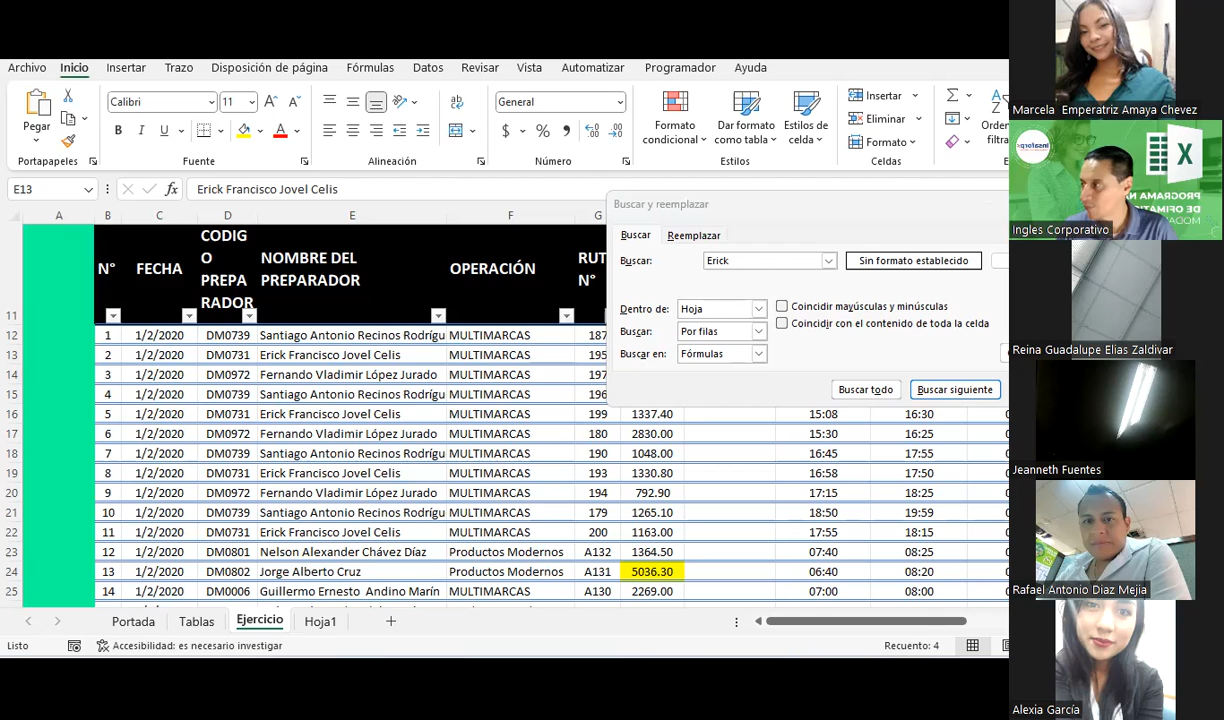 Archivo Inicio Insertar Trazo Disposición de página Fórmulas Datos Revisar Vista Automatizar Programador Ayuda
Pegar
Calibri 11
N K S
General
$ % 000
Formato condicional
Dar formato como tabla
Estilos de celda
Insertar
Eliminar
Formato
Orden
filtra
Portapapeles Fuente Alineación Número Estilos Celdas
E13 fx Erick Francisco Jovel Celis
A B C D E F G
Buscar y reemplazar
Buscar Reemplazar
Buscar: Erick Sin formato establecido
Dentro de: Hoja Coincidir mayúsculas y minúsculas
Buscar: Por filas Coincidir con el contenido de toda la celda
Buscar en: Fórmulas
Buscar todo Buscar siguiente
11 N° FECHA CODIGO PREPARADOR NOMBRE DEL PREPARADOR OPERACIÓN RUT N°
12 1 1/2/2020 DM0739 Santiago Antonio Recinos Rodrígu MULTIMARCAS 187
13 2 1/2/2020 DM0731 Erick Francisco Jovel Celis MULTIMARCAS 195
14 3 1/2/2020 DM0972 Fernando Vladimir López Jurado MULTIMARCAS 197
15 4 1/2/2020 DM0739 Santiago Antonio Recinos Rodrígu MULTIMARCAS 196
16 5 1/2/2020 DM0731 Erick Francisco Jovel Celis MULTIMARCAS 199 1337.40 15:08 16:30
17 6 1/2/2020 DM0972 Fernando Vladimir López Jurado MULTIMARCAS 180 2830.00 15:30 16:25
18 7 1/2/2020 DM0739 Santiago Antonio Recinos Rodrígu MULTIMARCAS 190 1048.00 16:45 17:55
19 8 1/2/2020 DM0731 Erick Francisco Jovel Celis MULTIMARCAS 193 1330.80 16:58 17:50
20 9 1/2/2020 DM0972 Fernando Vladimir López Jurado MULTIMARCAS 194 792.90 17:15 18:25
21 10 1/2/2020 DM0739 Santiago Antonio Recinos Rodrígu MULTIMARCAS 179 1265.10 18:50 19:59
22 11 1/2/2020 DM0731 Erick Francisco Jovel Celis MULTIMARCAS 200 1163.00 17:55 18:15
23 12 1/2/2020 DM0801 Nelson Alexander Chávez Díaz Productos Modernos A132 1364.50 07:40 08:25
24 13 1/2/2020 DM0802 Jorge Alberto Cruz Productos Modernos A131 5036.30 06:40 08:20
25 14 1/2/2020 DM0006 Guillermo Ernesto Andino Marín Productos Modernos A130 2269.00 07:00 08:00
Portada Tablas Ejercicio Hoja1
Listo Accesibilidad: es necesario investigar Recuento: 4
Marcela Emperatriz Amaya Chevez
Insaforp
X
PROGRAMA NA
DE OFIMATIC
MODAL
Ingles Corporativo
Reina Guadalupe Elias Zaldivar
Jeanneth Fuentes
Rafael Antonio Diaz Mejia
Alexia García